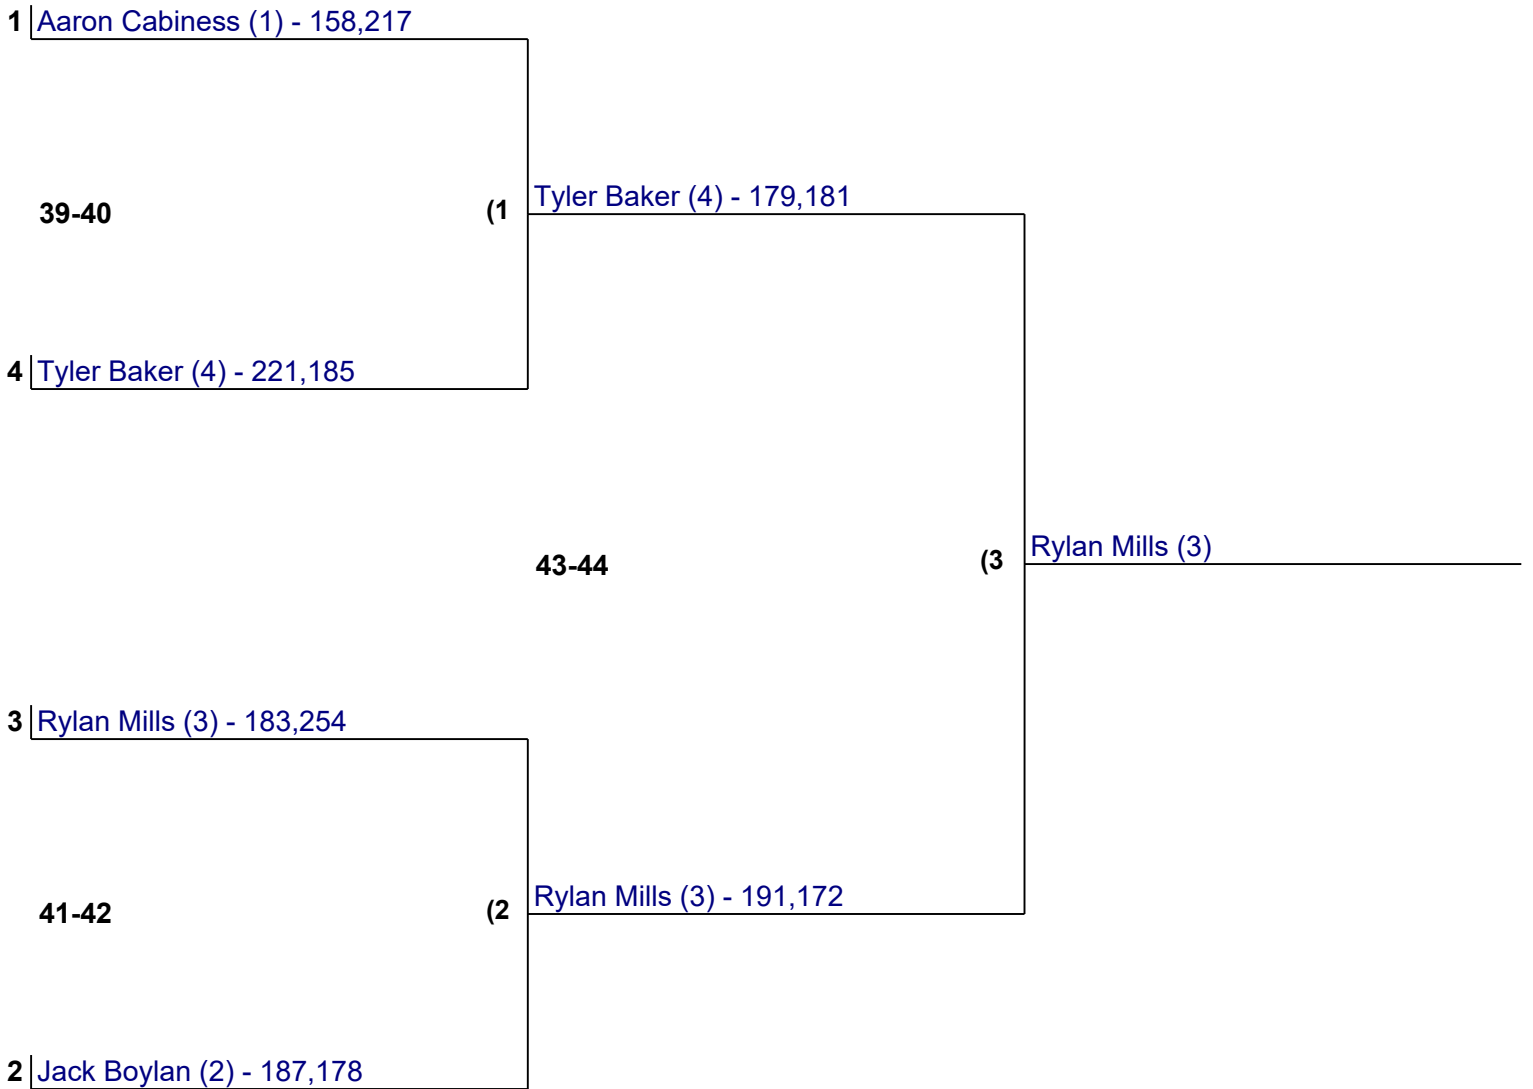 1 Aaron Cabiness (1) - 158,217
39-40 (1 Tyler Baker (4) - 179,181
4 Tyler Baker (4) - 221,185
43-44 (3 Rylan Mills (3)
3 Rylan Mills (3) - 183,254
41-42 (2 Rylan Mills (3) - 191,172
2 Jack Boylan (2) - 187,178